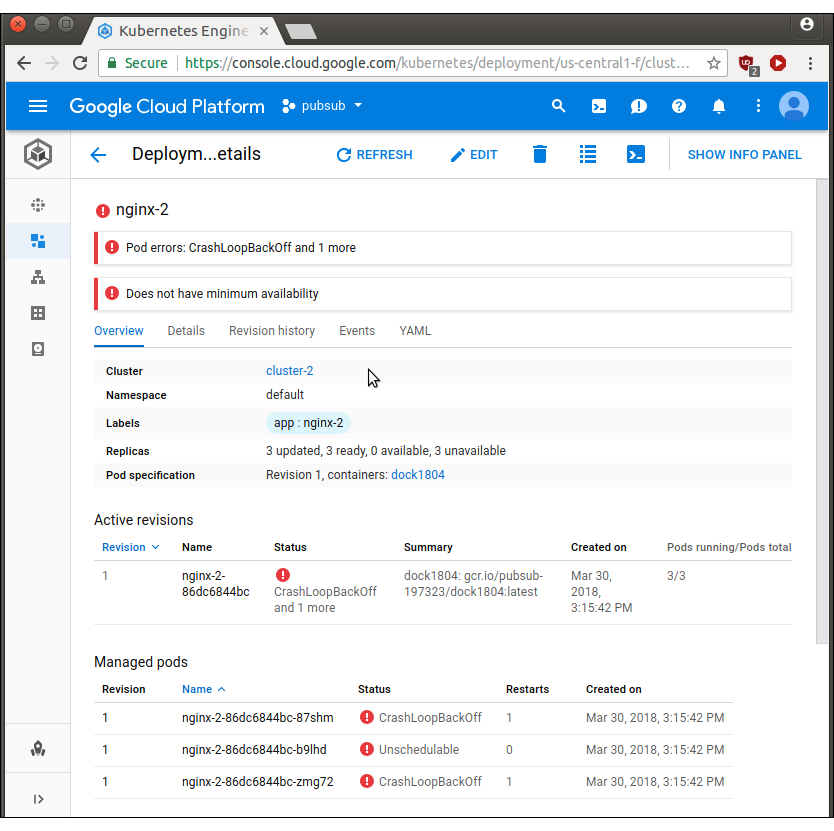 Kubernetes Engine
Secure https://console.cloud.google.com/kubernetes/deployment/us-central1-f/clust...
2
Google Cloud Platform pubsub
Deploym...etails REFRESH EDIT SHOW INFO PANEL
nginx-2
Pod errors: CrashLoopBackOff and 1 more
Does not have minimum availability
Overview Details Revision history Events YAML
Cluster cluster-2
Namespace default
Labels app : nginx-2
Replicas 3 updated, 3 ready, 0 available, 3 unavailable
Pod specification Revision 1, containers: dock1804
Active revisions
Revision Name Status Summary Created on Pods running/Pods total
1 nginx-2- dock1804: gcr.io/pubsub- Mar 30, 3/3
86dc6844bc CrashLoopBackOff 197323/dock1804:latest 2018,
and 1 more 3:15:42 PM
Managed pods
Revision Name Status Restarts Created on
1 nginx-2-86dc6844bc-87shm CrashLoopBackOff 1 Mar 30, 2018, 3:15:42 PM
1 nginx-2-86dc6844bc-b9lhd Unschedulable 0 Mar 30, 2018, 3:15:42 PM
1 nginx-2-86dc6844bc-zmg72 CrashLoopBackOff 1 Mar 30, 2018, 3:15:42 PM